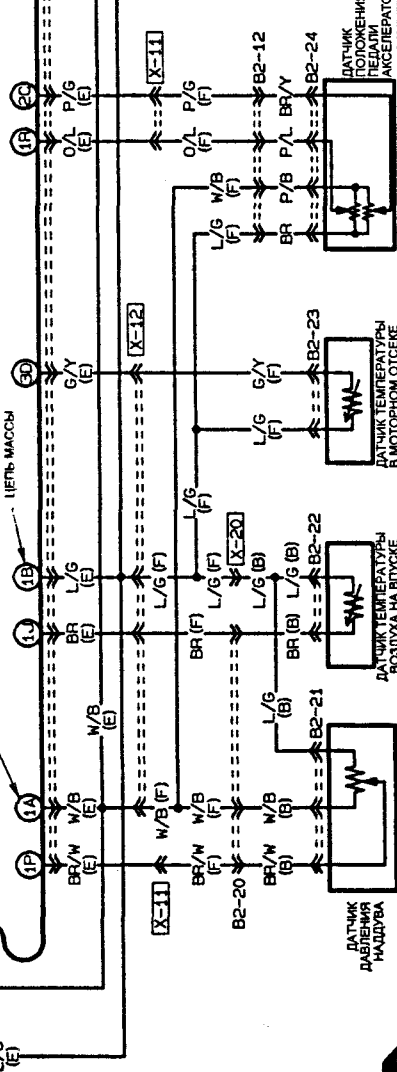 2C
P/G
(E)
X-11
P/G
(F)
B2-12
BR/Y
B2-24
ДАТЧИК
ПОЛОЖЕНИЯ
ПЕДАЛИ
1R
O/L
(E)
O/L
(F)
P/L
W/B
(F)
P/B
L/G
(F)
BR
3D
G/Y
(E)
X-12
G/Y
(F)
B2-23
L/G
(F)
ДАТЧИК ТЕМПЕРАТУРЫ
В МОТОРНОМ ОТСЕКЕ
L/G
(F)
ЦЕПЬ МАССЫ
1B
L/G
(E)
L/G (F)
L/G (F)
X-20
L/G (B)
L/G (B)
B2-22
1J
BR
(E)
BR (F)
BR (B)
ДАТЧИК ТЕМПЕРАТУРЫ
ВОЗДУХА НА ВПУСКЕ
W/B
(E)
L/G
(B)
B2-21
1A
W/B
(E)
W/B (F)
W/B
(F)
W/B
(B)
1P
BR/W
(E)
X-11
BR/W
(F)
B2-20
BR/W
(B)
ДАТЧИК
ДАВЛЕНИЯ
НАДДУВА
(E)